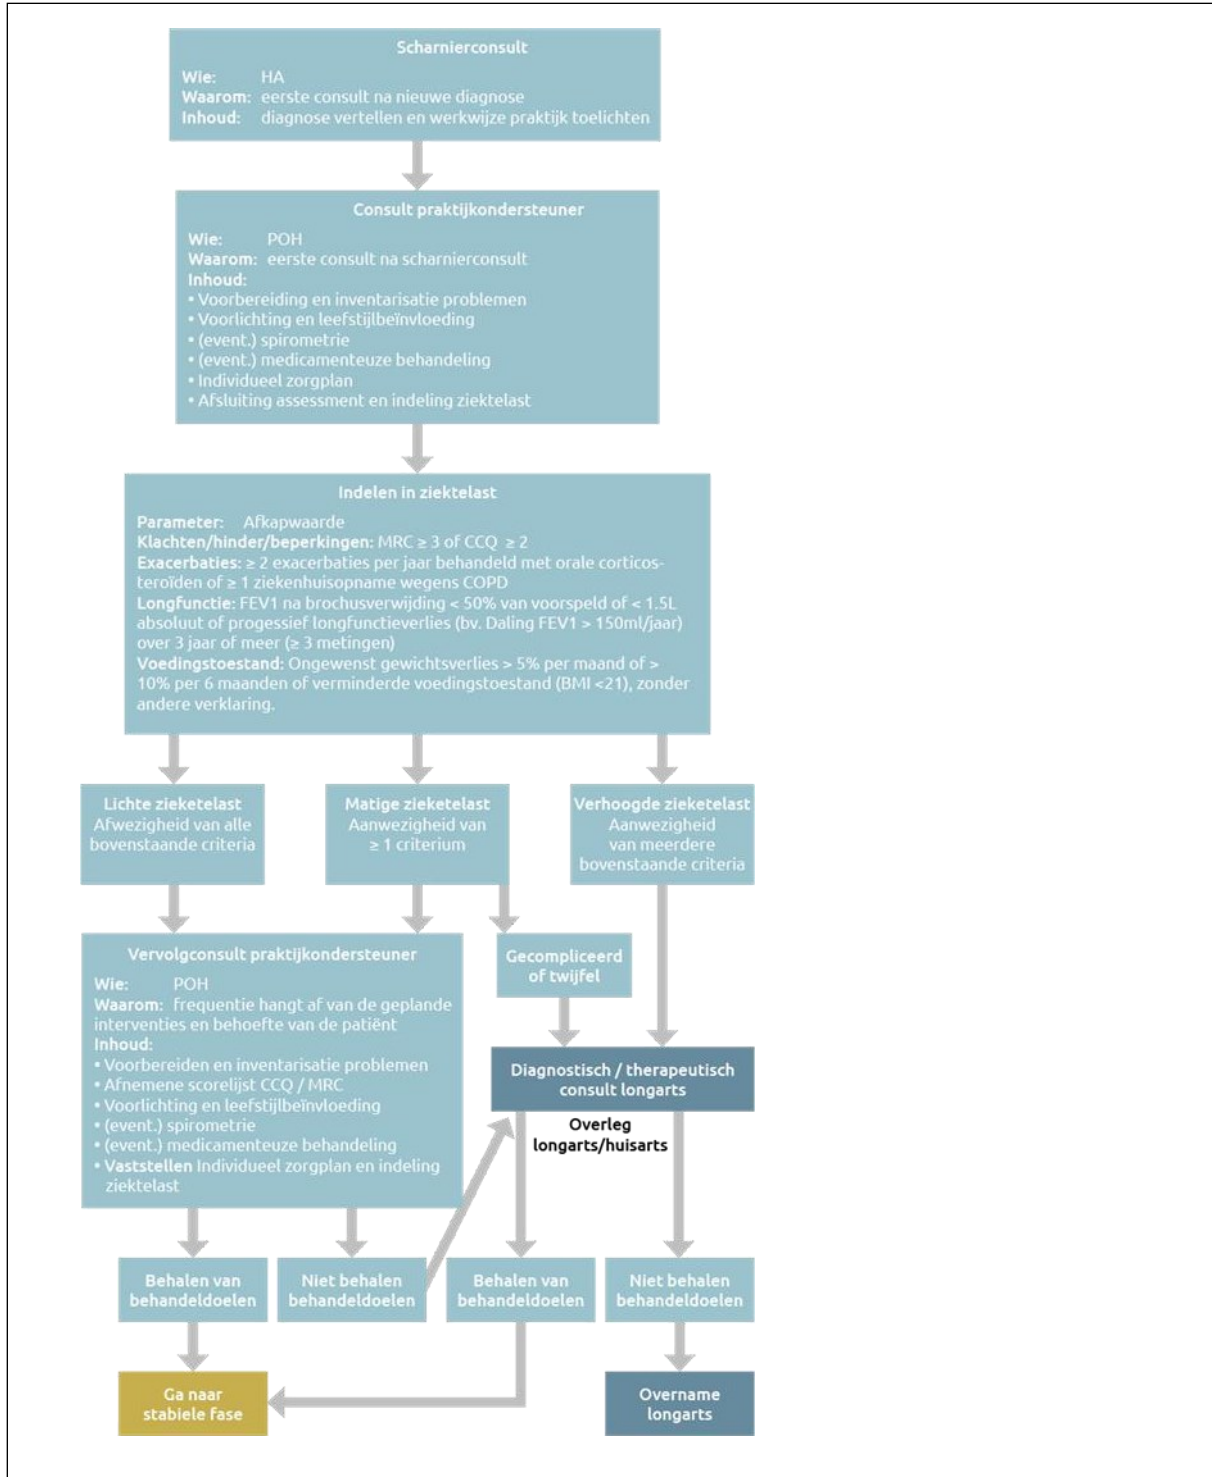 Scharnierconsult
Wie: HA
Waarom: eerste consult na nieuwe diagnose
Inhoud: diagnose vertellen en werkwijze praktijk toelichten
Consult praktijkondersteuner
Wie: POH
Waarom: eerste consult na scharnierconsult
Inhoud:
• Voorbereiding en inventarisatie problemen
• Voorlichting en leefstijlbeïnvloeding
• (event.) spirometrie
• (event.) medicamenteuze behandeling
• Individueel zorgplan
• Afsluiting assessment en indeling ziektelast
Indelen in ziektelast
Parameter: Afkapwaarde
Klachten/hinder/beperkingen: MRC ≥ 3 of CCQ ≥ 2
Exacerbaties: ≥ 2 exacerbaties per jaar behandeld met orale corticos-
teroïden of ≥ 1 ziekenhuisopname wegens COPD
Longfunctie: FEV1 na brochusverwijding < 50% van voorspeld of < 1.5L
absoluut of progessief longfunctieverlies (bv. Daling FEV1 > 150ml/jaar)
over 3 jaar of meer (≥ 3 metingen)
Voedingstoestand: Ongewenst gewichtsverlies > 5% per maand of >
10% per 6 maanden of verminderde voedingstoestand (BMI <21), zonder
andere verklaring.
Lichte zieketelast
Afwezigheid van alle
bovenstaande criteria
Matige zieketelast
Aanwezigheid van
≥ 1 criterium
Verhoogde zieketelast
Aanwezigheid
van meerdere
bovenstaande criteria
Vervolgconsult praktijkondersteuner
Wie: POH
Waarom: frequentie hangt af van de geplande
interventies en behoefte van de patiënt
Inhoud:
• Voorbereiden en inventarisatie problemen
• Afnemene scorelijst CCQ / MRC
• Voorlichting en leefstijlbeïnvloeding
• (event.) spirometrie
• (event.) medicamenteuze behandeling
• Vaststellen Individueel zorgplan en indeling
ziektelast
Gecompliceerd
of twijfel
Diagnostisch / therapeutisch
consult longarts
Overleg
longarts/huisarts
Behalen van
behandeldoelen
Niet behalen
behandeldoelen
Behalen van
behandeldoelen
Niet behalen
behandeldoelen
Ga naar
stabiele fase
Overname
longarts